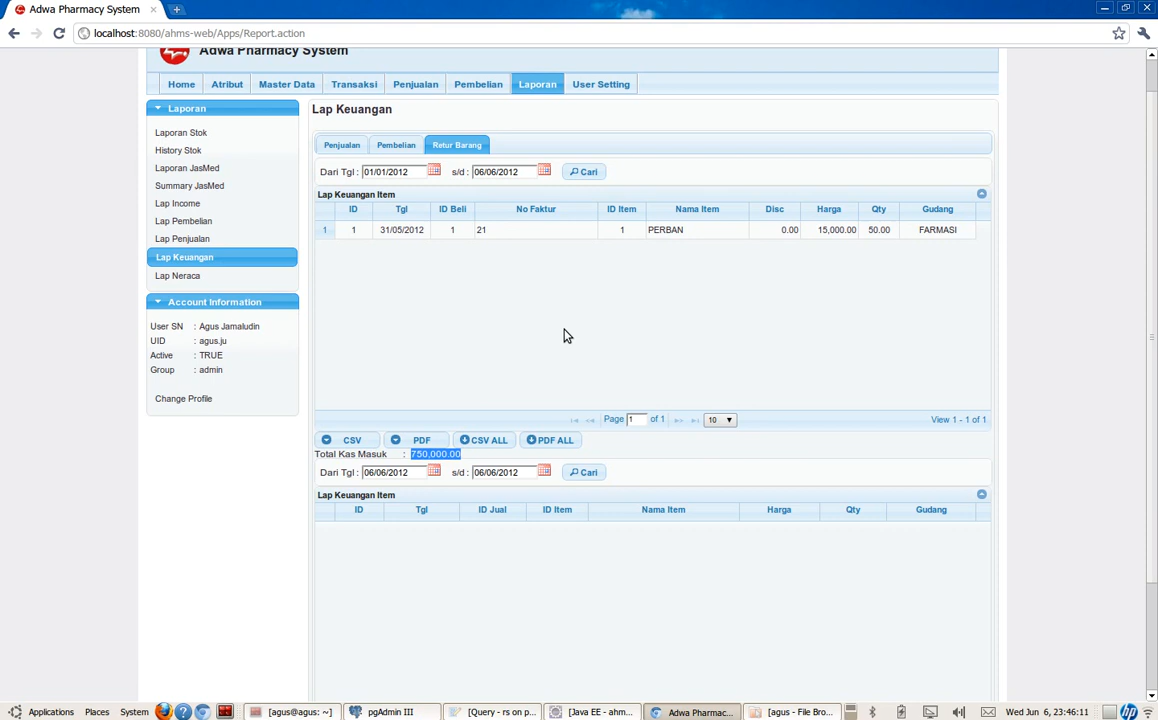 Adwa Pharmacy System
localhost:8080/ahms-web/Apps/Report.action
Adwa Pharmacy System
Home Atribut Master Data Transaksi Penjualan Pembelian Laporan User Setting
Laporan
Laporan Stok
History Stok
Laporan JasMed
Summary JasMed
Lap Income
Lap Pembelian
Lap Penjualan
Lap Keuangan
Lap Neraca
Account Information
User SN : Agus Jamaludin
UID : agus.ju
Active : TRUE
Group : admin
Change Profile
Lap Keuangan
Penjualan Pembelian Retur Barang
Dari Tgl : 01/01/2012 s/d : 06/06/2012 Cari
Lap Keuangan Item
ID Tgl ID Beli No Faktur ID Item Nama Item Disc Harga Qty Gudang
1 1 31/05/2012 1 21 1 PERBAN 0.00 15,000.00 50.00 FARMASI
Page 1 of 1 10 View 1 - 1 of 1
CSV PDF CSV ALL PDF ALL
Total Kas Masuk : 750,000.00
Dari Tgl : 06/06/2012 s/d : 06/06/2012 Cari
Lap Keuangan Item
ID Tgl ID Jual ID Item Nama Item Harga Qty Gudang
Applications Places System [agus@agus: ~] pgAdmin III [Query - rs on p... [Java EE - ahm... Adwa Pharmac... [agus - File Bro... Wed Jun 6, 23:46:11